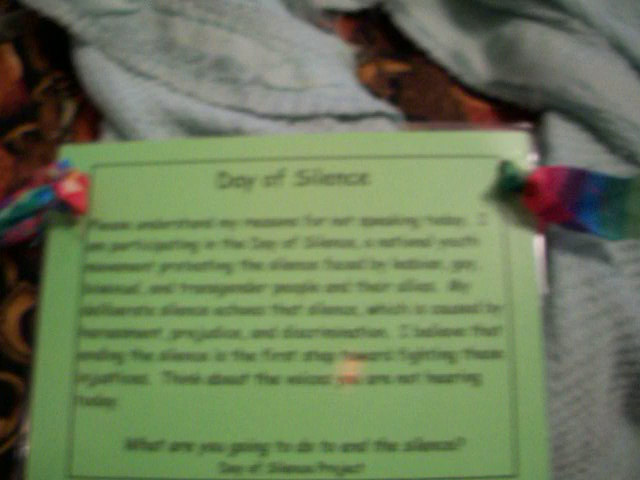 Day of Silence
Please understand my reasons for not speaking today. I
am participating in the Day of Silence, a national youth
movement protesting the silence faced by lesbian, gay,
bisexual, and transgender people and their allies. My
deliberate silence echoes that silence, which is caused by
harassment, prejudice, and discrimination. I believe that
ending the silence is the first step toward fighting these
injustices. Think about the voices you are not hearing
today.
What are you going to do to end the silence?
Day of Silence Project